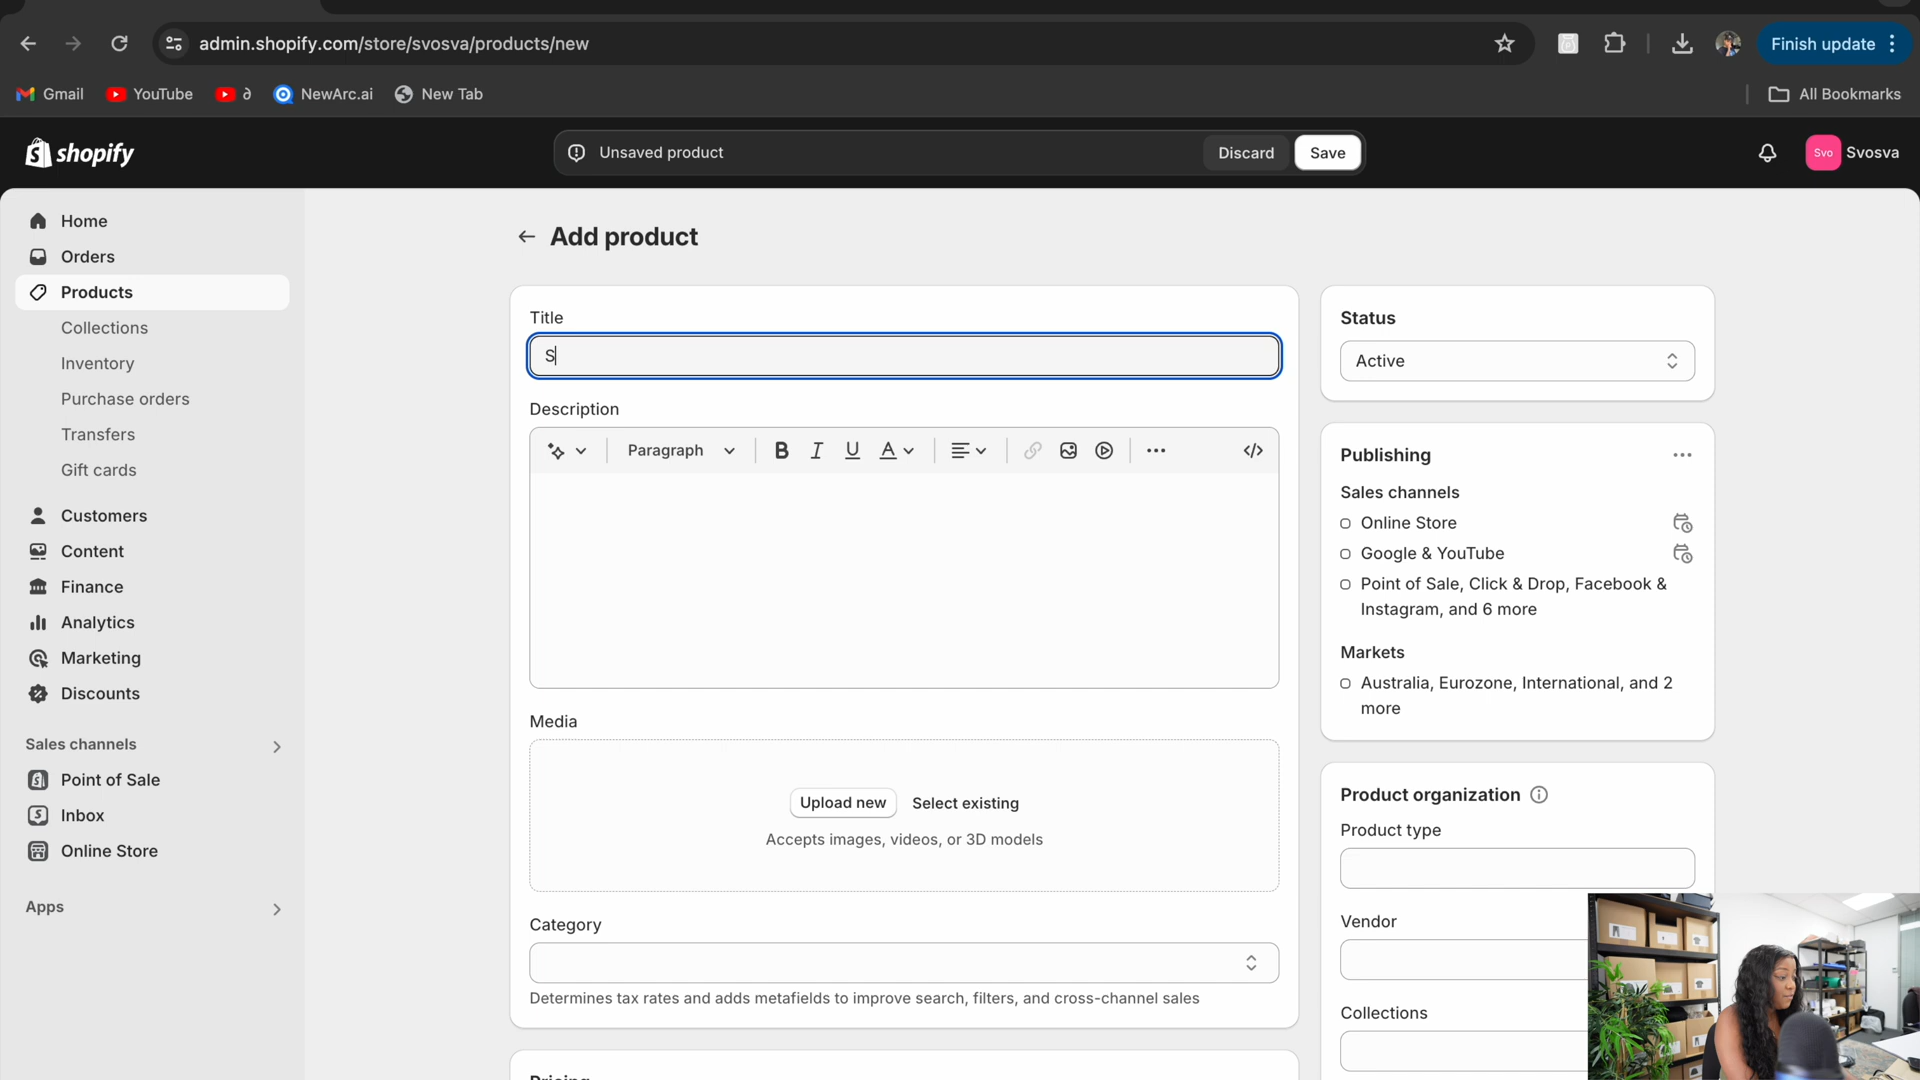 admin.shopify.com/store/svosva/products/new
Finish update
Gmail
YouTube
∂
NewArc.ai
New Tab
All Bookmarks
shopify
Unsaved product
Discard
Save
Svo
Svosva
Home
Orders
Products
Collections
Inventory
Purchase orders
Transfers
Gift cards
Customers
Content
Finance
Analytics
Marketing
Discounts
Sales channels
Point of Sale
Inbox
Online Store
Apps
Add product
Title
S
Description
Paragraph
B I U A
Media
Upload new
Select existing
Accepts images, videos, or 3D models
Category
Determines tax rates and adds metafields to improve search, filters, and cross-channel sales
Pricing
Status
Active
Publishing
Sales channels
Online Store
Google & YouTube
Point of Sale, Click & Drop, Facebook &
Instagram, and 6 more
Markets
Australia, Eurozone, International, and 2
more
Product organization
Product type
Vendor
Collections